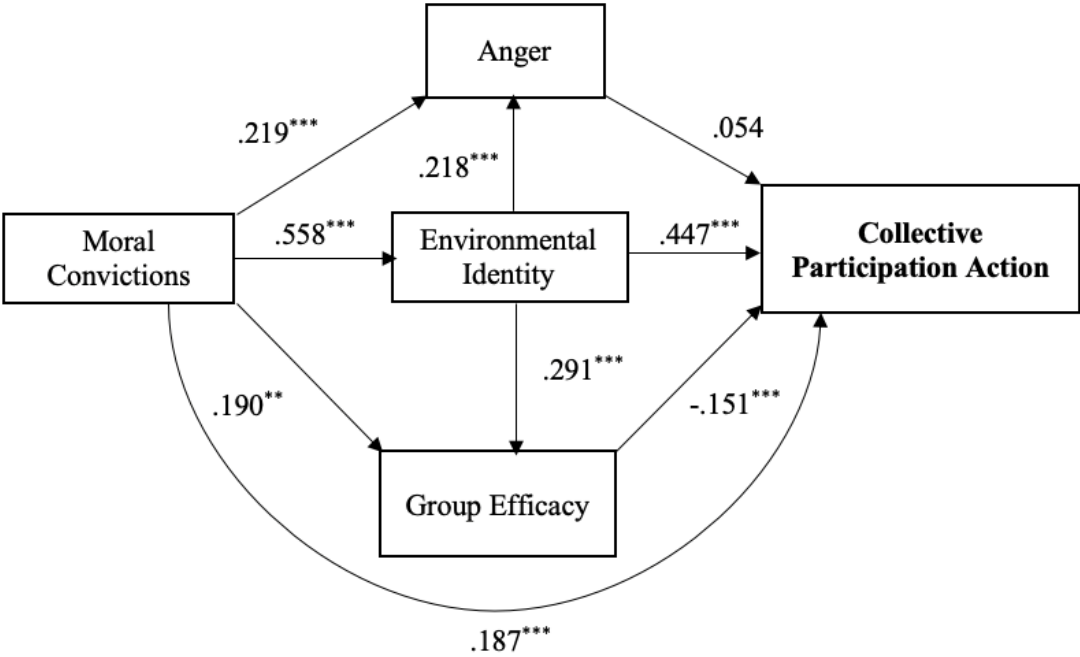 Anger
.219***
.054
.218***
Moral
Convictions
.558***
Environmental
Identity
.447***
Collective
Participation Action
.291***
.190**
-.151***
Group Efficacy
.187***